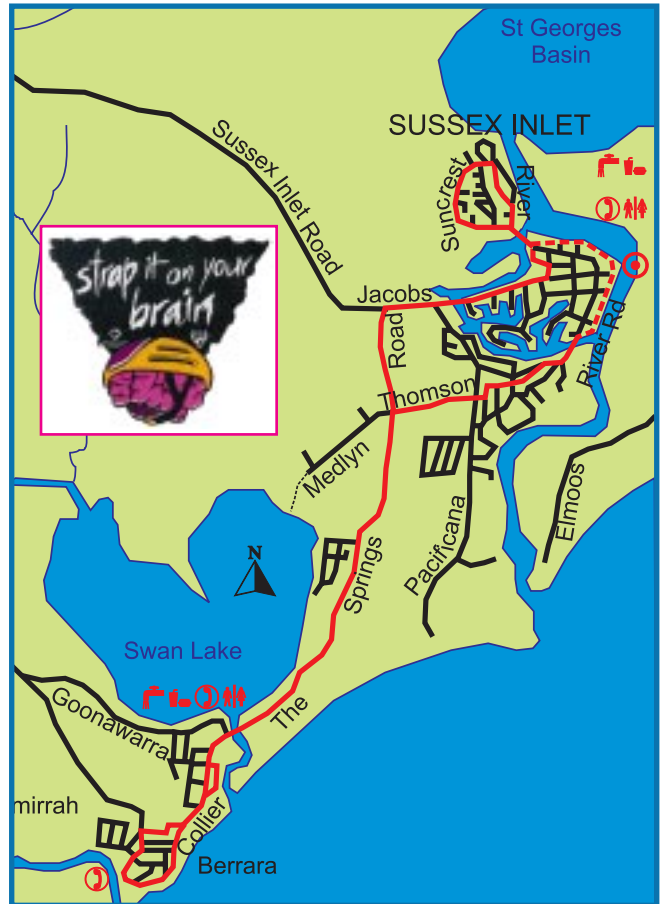 St Georges
Basin
SUSSEX INLET
Sussex Inlet Road
Suncrest
River
strap it on your
brain
Jacobs
Road
River Rd
Thomson
Medlyn
Elmoos
Pacificana
Springs
N
Swan Lake
The
Goonawarra
mirrah
Collier
Berrara